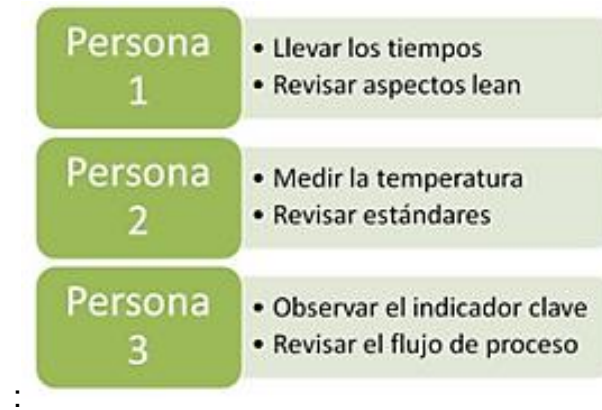 Persona
1
• Llevar los tiempos
• Revisar aspectos lean
Persona
2
• Medir la temperatura
• Revisar estándares
Persona
3
• Observar el indicador clave
• Revisar el flujo de proceso
: